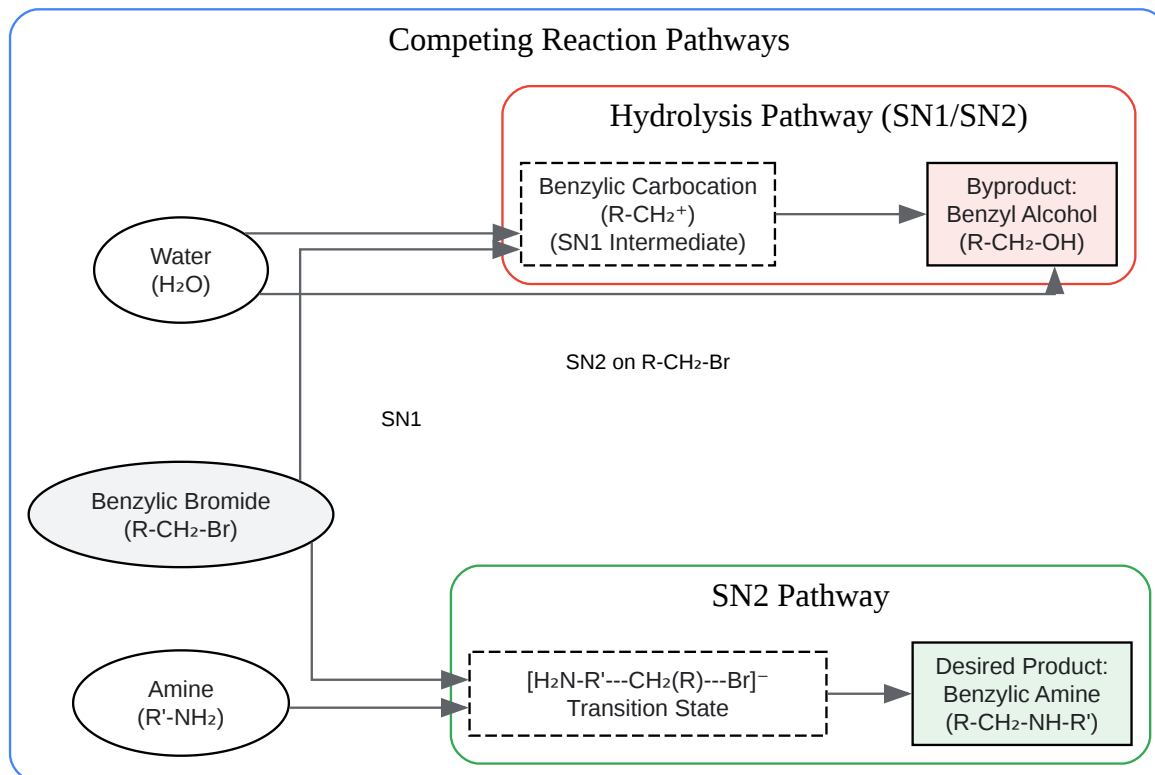 Competing Reaction Pathways
Hydrolysis Pathway (SN1/SN2)
Benzylic Carbocation
(R-CH₂⁺)
(SN1 Intermediate)
Byproduct:
Benzyl Alcohol
(R-CH₂-OH)
Water
(H₂O)
SN2 on R-CH₂-Br
SN1
Benzylic Bromide
(R-CH₂-Br)
SN2 Pathway
[H₂N-R'---CH₂(R)---Br]⁻
Transition State
Desired Product:
Benzylic Amine
(R-CH₂-NH-R')
Amine
(R'-NH₂)